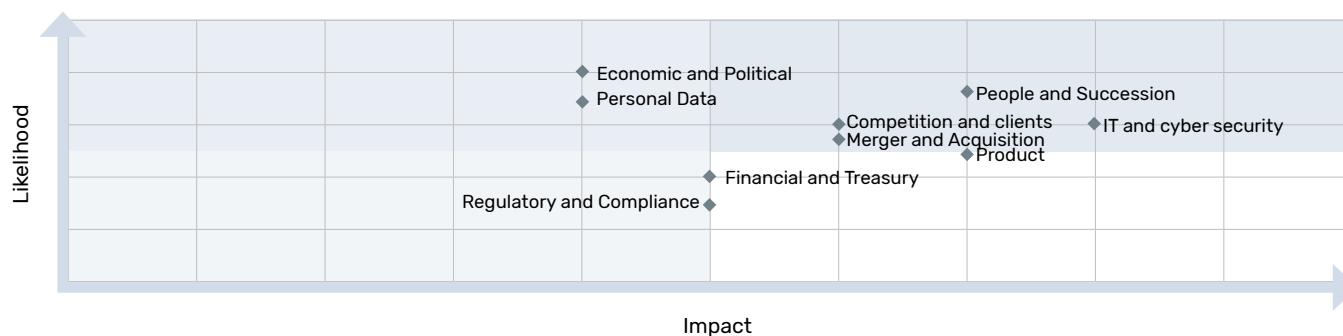 Economic and Political
People and Succession
Personal Data
Competition and clients
IT and cyber security
Merger and Acquisition
Product
Financial and Treasury
Regulatory and Compliance
Likelihood
Impact